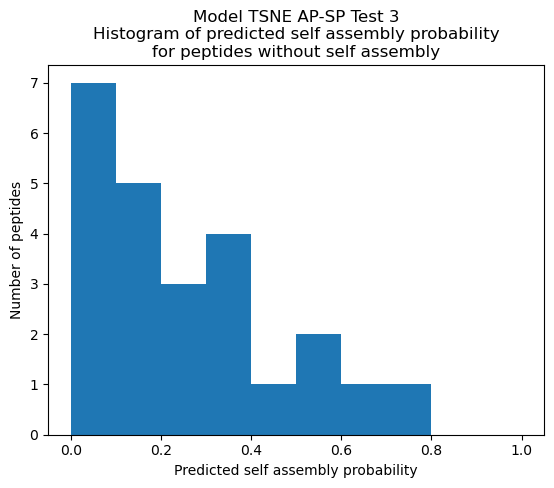 Model TSNE AP-SP Test 3
Histogram of predicted self assembly probability
for peptides without self assembly
7
6
5
4
3
2
1
0
Number of peptides
0.0 0.2 0.4 0.6 0.8 1.0
Predicted self assembly probability